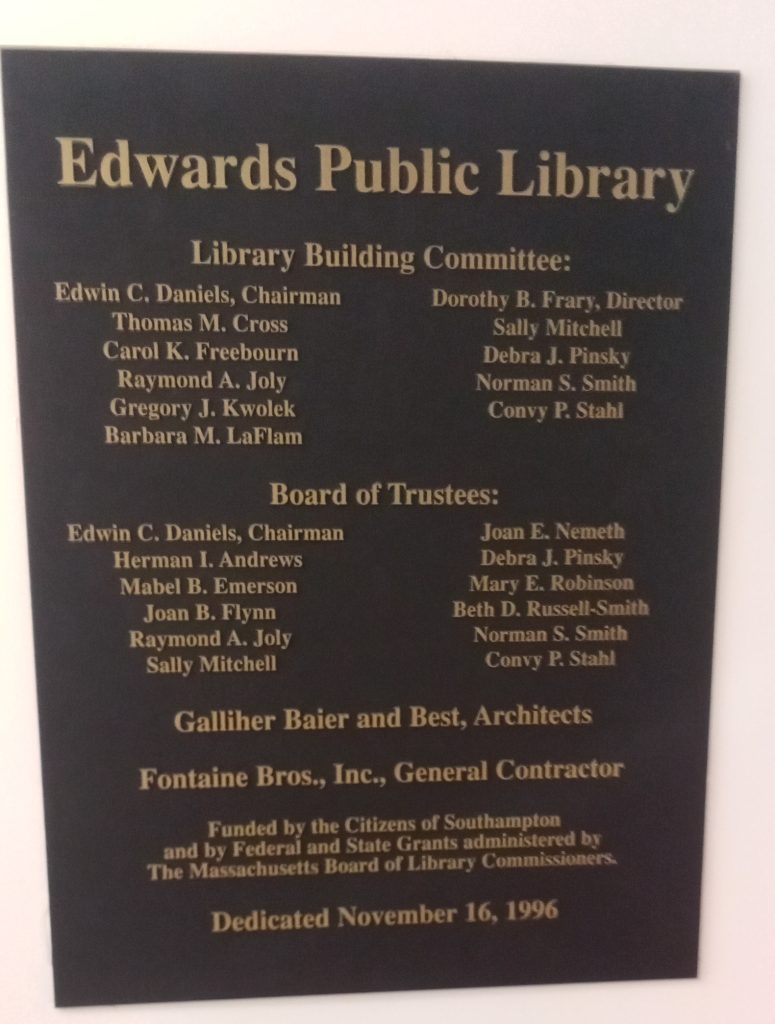 Edwards Public Library
Library Building Committee:
Edwin C. Daniels, Chairman
Thomas M. Cross
Carol K. Freebourn
Raymond A. Joly
Gregory J. Kwolek
Barbara M. LaFlam
Dorothy B. Frary, Director
Sally Mitchell
Debra J. Pinsky
Norman S. Smith
Convy P. Stahl
Board of Trustees:
Edwin C. Daniels, Chairman
Herman I. Andrews
Mabel B. Emerson
Joan B. Flynn
Raymond A. Joly
Sally Mitchell
Joan E. Nemeth
Debra J. Pinsky
Mary E. Robinson
Beth D. Russell-Smith
Norman S. Smith
Convy P. Stahl
Galliher Baier and Best, Architects
Fontaine Bros., Inc., General Contractor
Funded by the Citizens of Southampton
and by Federal and State Grants administered by
The Massachusetts Board of Library Commissioners.
Dedicated November 16, 1996